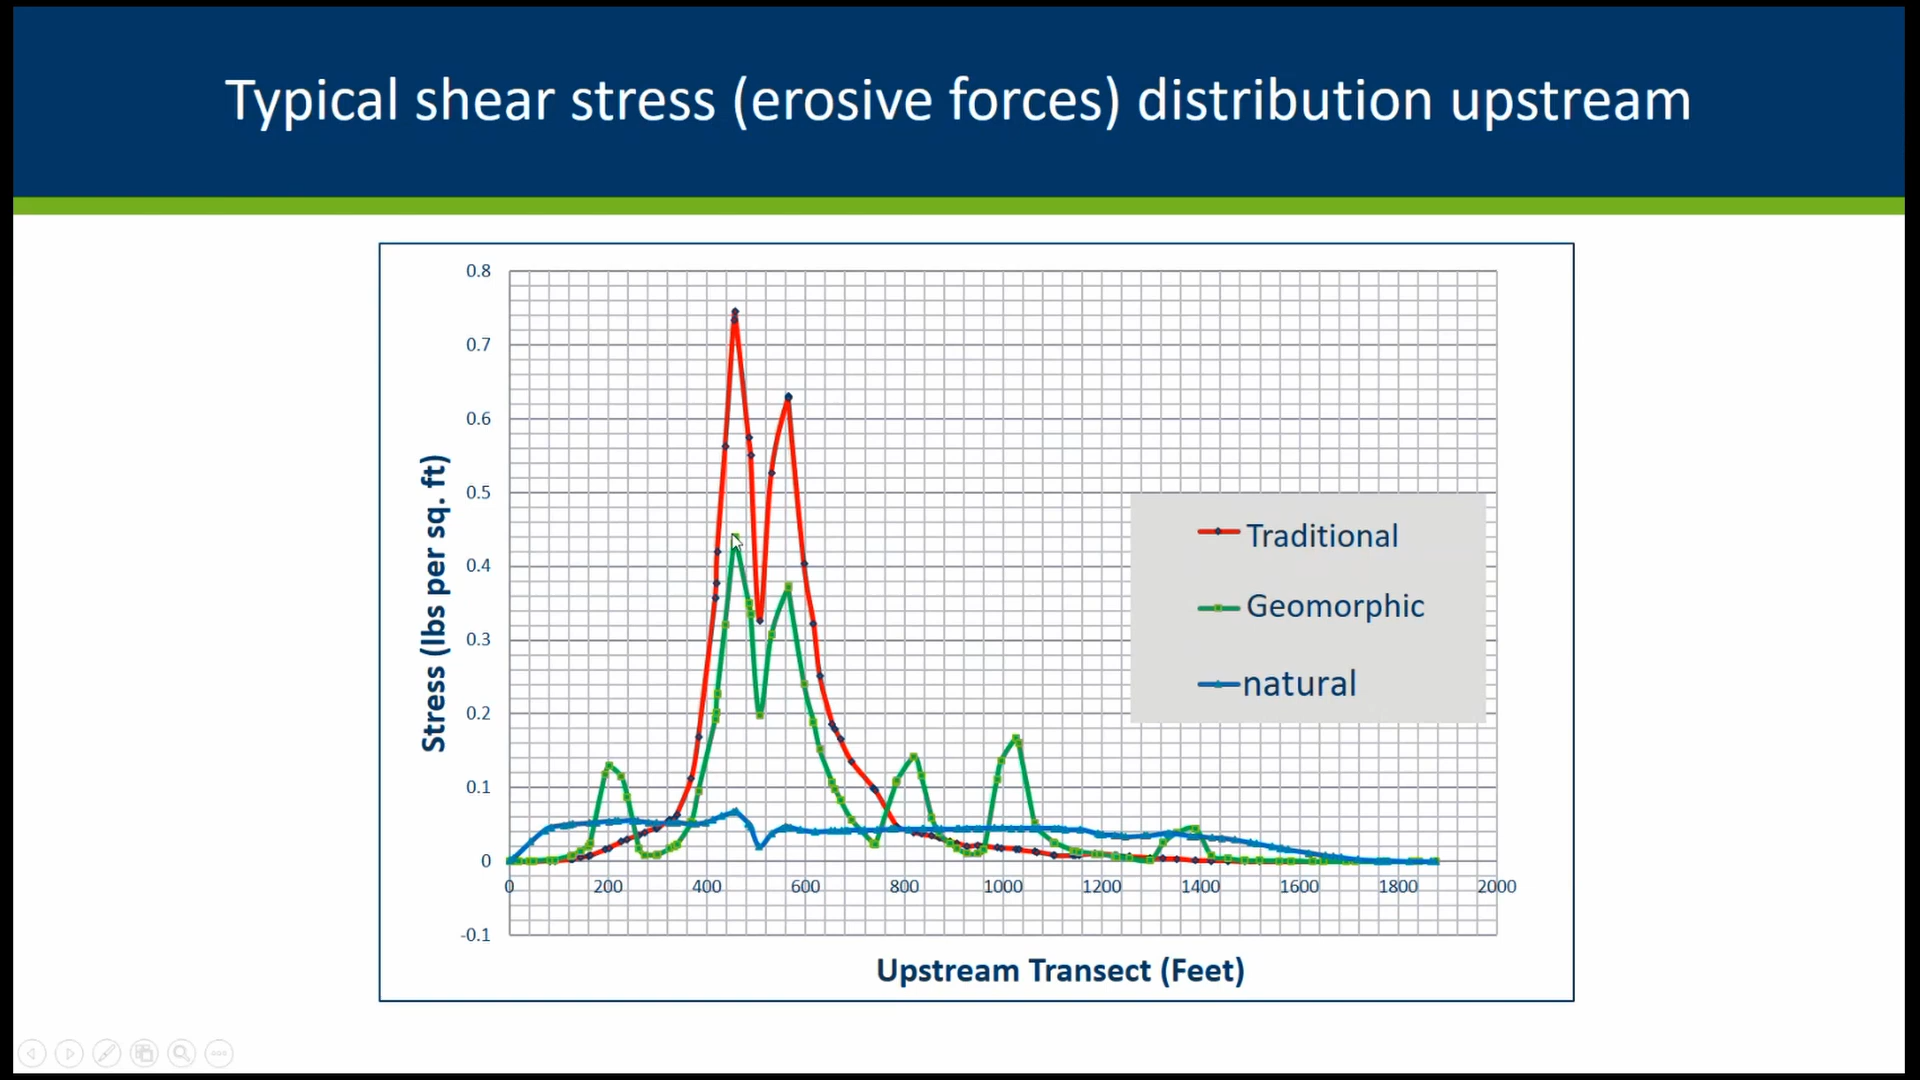 Typical shear stress (erosive forces) distribution upstream
0.8
0.7
0.6
0.5
0.4
0.3
0.2
0.1
0
-0.1
Stress (lbs per sq. ft)
Traditional
Geomorphic
natural
0 200 400 600 800 1000 1200 1400 1600 1800 2000
Upstream Transect (Feet)